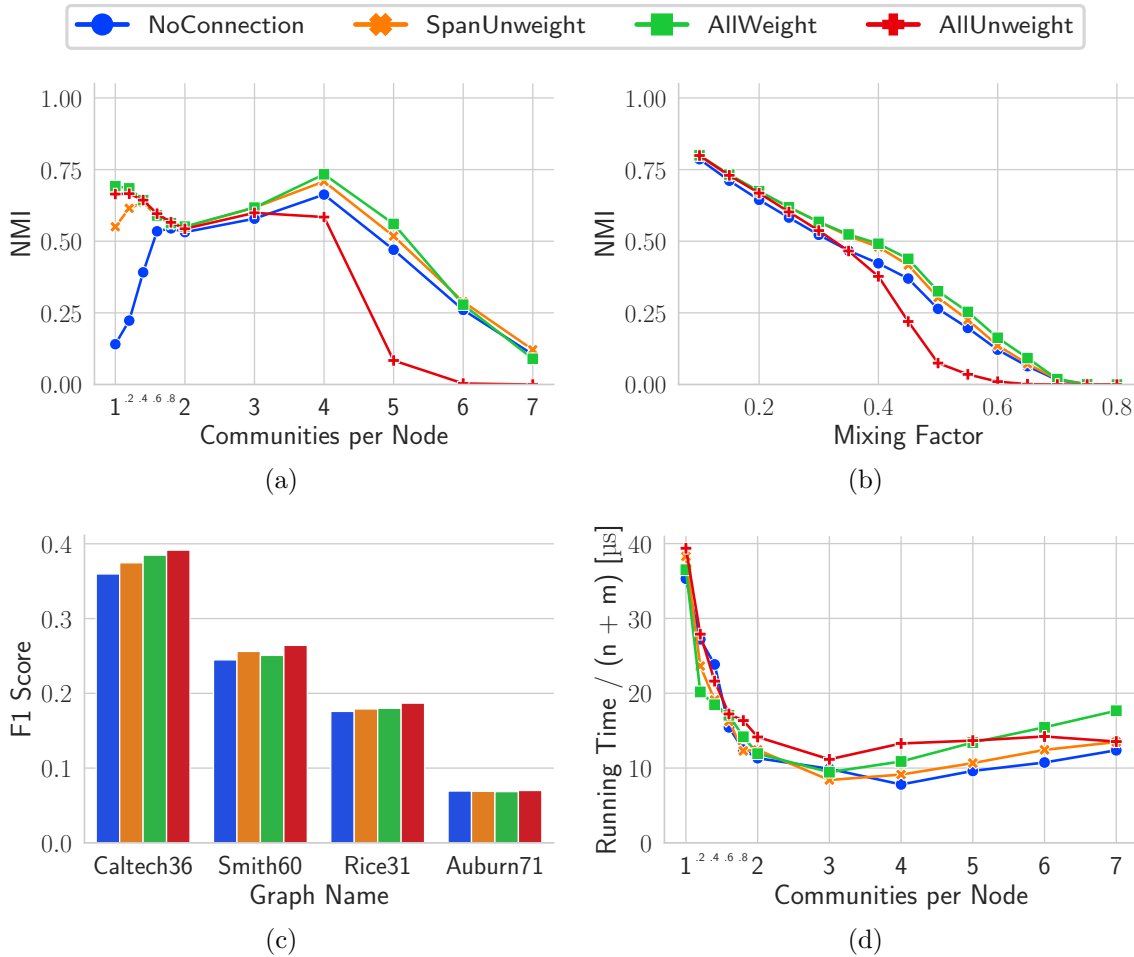 NoConnection SpanUnweight AllWeight AllUnweight
1.00
0.75
0.50
0.25
0.00
NMI
1 .2 .4 .6 .8 2 3 4 5 6 7
Communities per Node
(a)
1.00
0.75
0.50
0.25
0.00
NMI
0.2 0.4 0.6 0.8
Mixing Factor
(b)
0.4
0.3
0.2
0.1
0.0
F1 Score
Caltech36 Smith60 Rice31 Auburn71
Graph Name
(c)
40
30
20
10
0
Running Time / (n + m) [µs]
1 .2 .4 .6 .8 2 3 4 5 6 7
Communities per Node
(d)